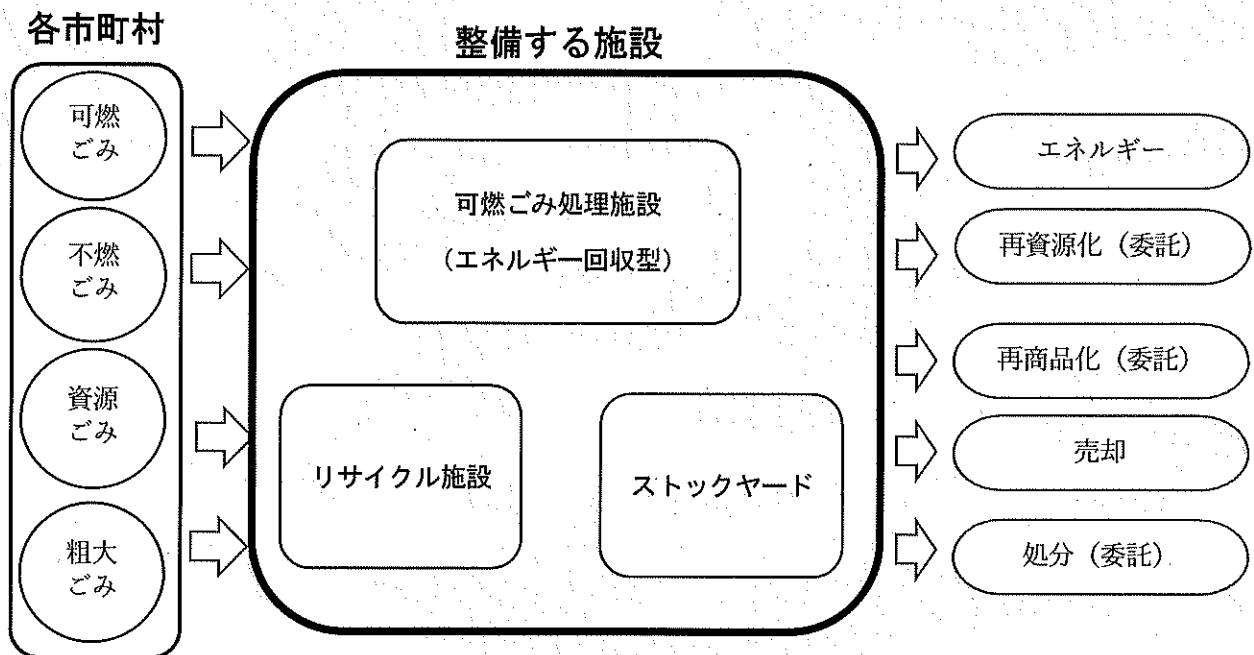 各市町村
整備する施設
可燃
ごみ
不燃
ごみ
資源
ごみ
粗大
ごみ
可燃ごみ処理施設
（エネルギー回収型）
リサイクル施設
ストックヤード
エネルギー
再資源化（委託）
再商品化（委託）
売却
処分（委託）